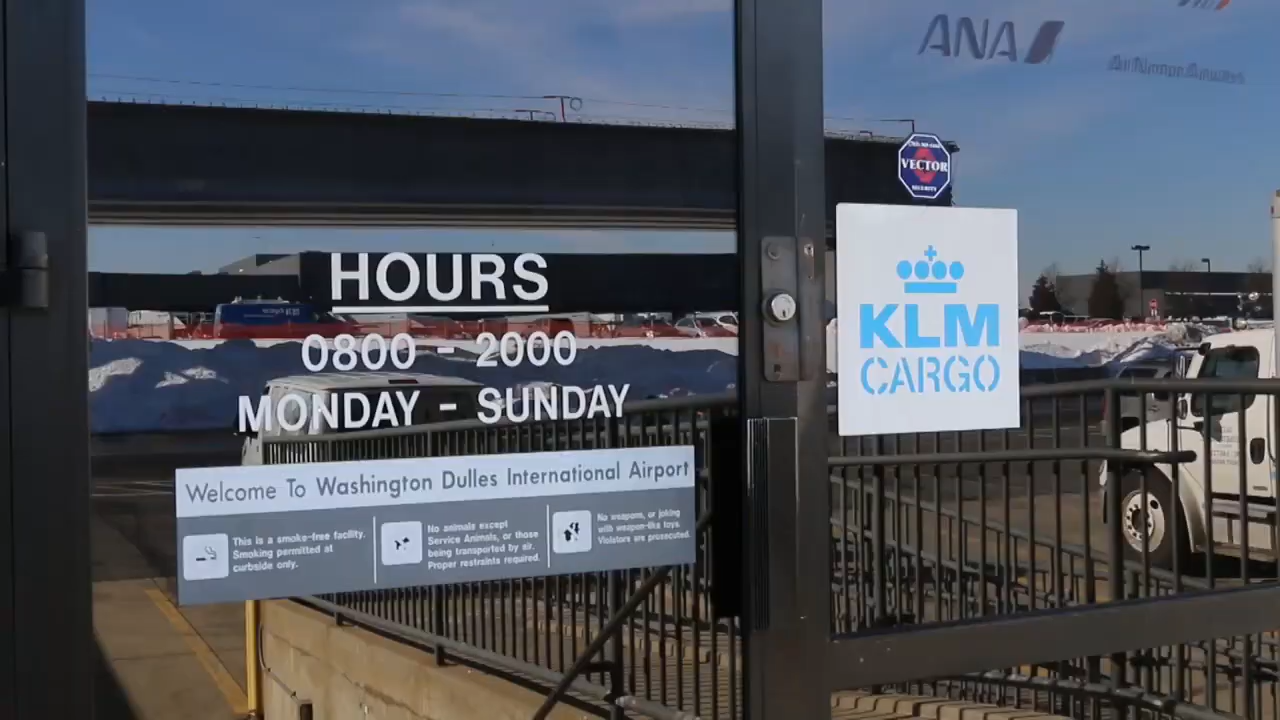 ANA
VECTOR
SECURITY
HOURS
0800 - 2000
MONDAY - SUNDAY
KLM
CARGO
Welcome To Washington Dulles International Airport
This is a smoke-free facility.
Smoking permitted at
curbside only.
No animals except
Service Animals, or those
being transported by air.
Proper restraints required.
No weapons, or joking
with weapon-like toys.
Violators are prosecuted.